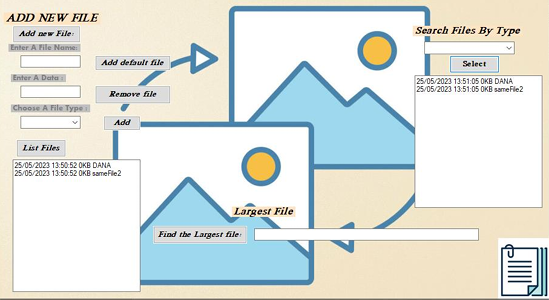 ADD NEW FILE
Add new File:
Enter A File Name:
Enter A Data :
Choose A File Type :
Add default file
Remove file
Add
List Files
25/05/2023 13:50:52 0KB DANA
25/05/2023 13:50:52 0KB sameFile2
Search Files By Type
Select
25/05/2023 13:51:05 0KB DANA
25/05/2023 13:51:05 0KB sameFile2
Largest File
Find the Largest file: